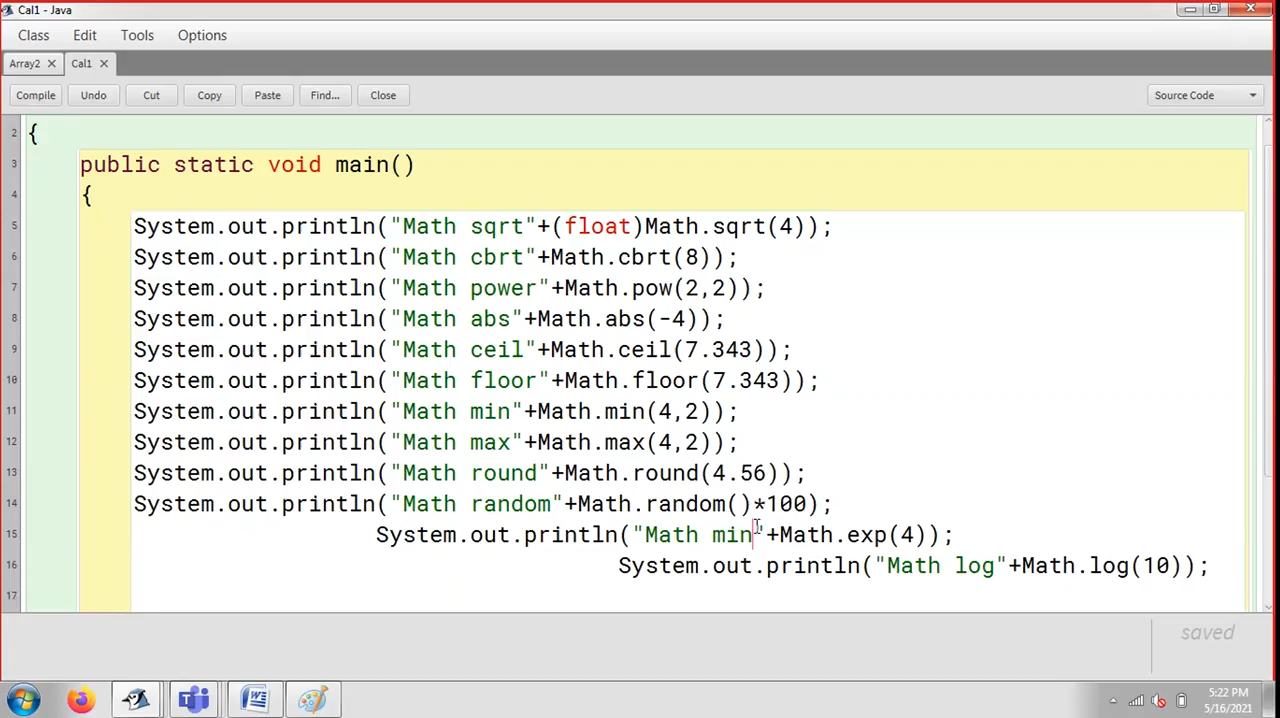 Cal1 - Java
Class Edit Tools Options
Array2 Cal1
Compile Undo Cut Copy Paste Find... Close Source Code
2 {
3 public static void main()
4 {
5 System.out.println("Math sqrt"+(float)Math.sqrt(4));
6 System.out.println("Math cbrt"+Math.cbrt(8));
7 System.out.println("Math power"+Math.pow(2,2));
8 System.out.println("Math abs"+Math.abs(-4));
9 System.out.println("Math ceil"+Math.ceil(7.343));
10 System.out.println("Math floor"+Math.floor(7.343));
11 System.out.println("Math min"+Math.min(4,2));
12 System.out.println("Math max"+Math.max(4,2));
13 System.out.println("Math round"+Math.round(4.56));
14 System.out.println("Math random"+Math.random()*100);
15 System.out.println("Math min"+Math.exp(4));
16 System.out.println("Math log"+Math.log(10));
17
saved
5:22 PM
5/16/2021